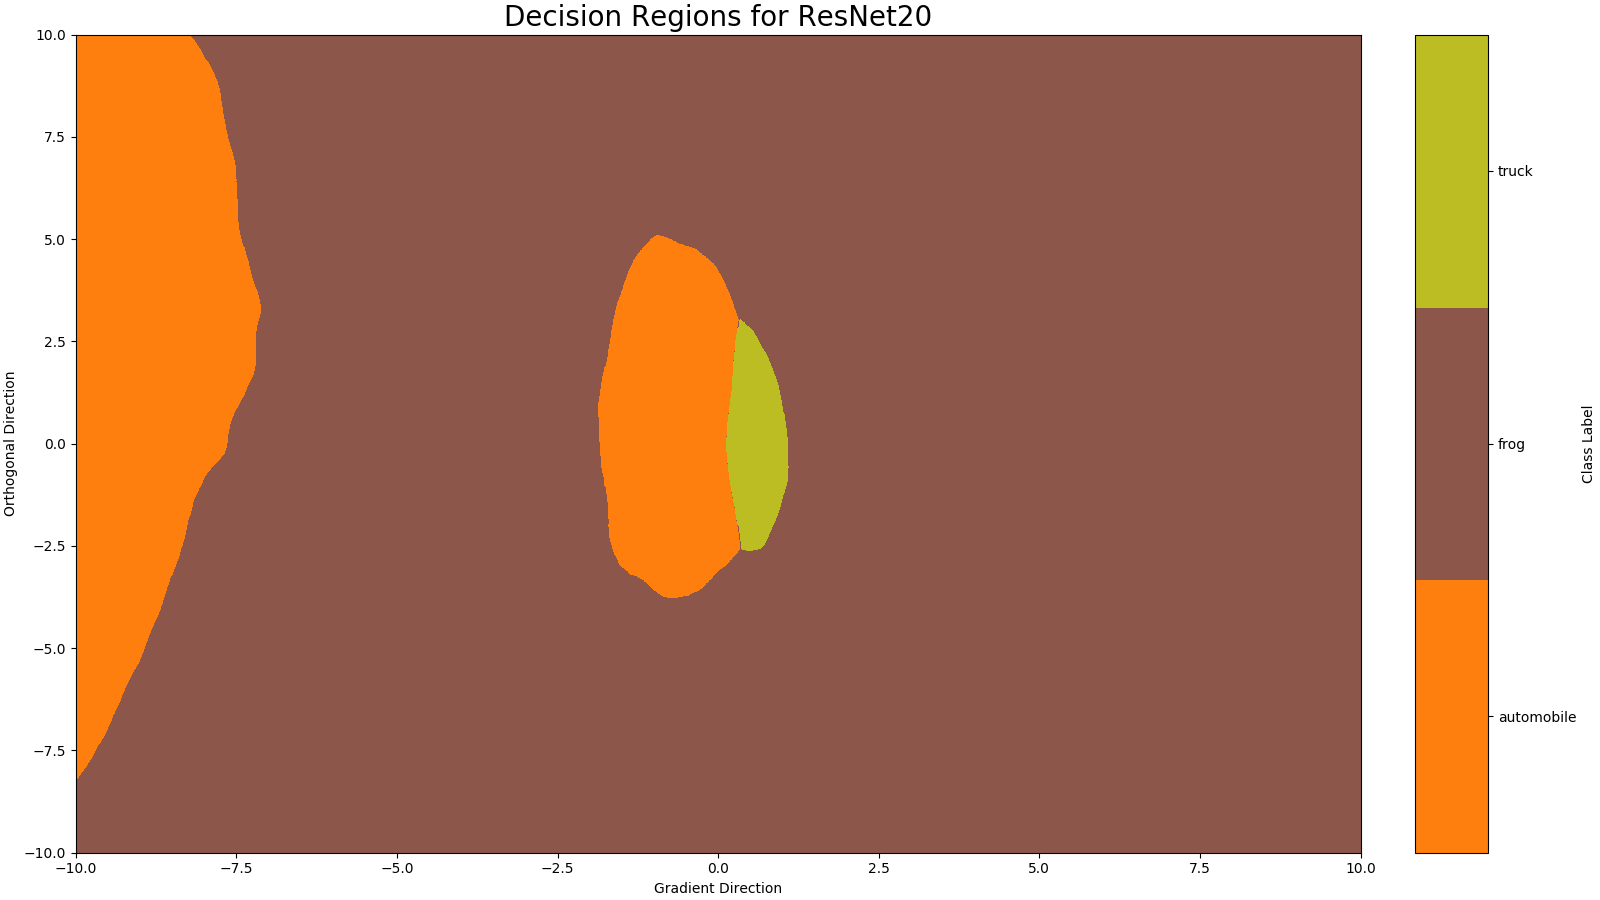 Decision Regions for ResNet20
10.0
7.5
5.0
2.5
0.0
−2.5
−5.0
−7.5
−10.0
Orthogonal Direction
−10.0 −7.5 −5.0 −2.5 0.0 2.5 5.0 7.5 10.0
Gradient Direction
truck
frog
automobile
Class Label